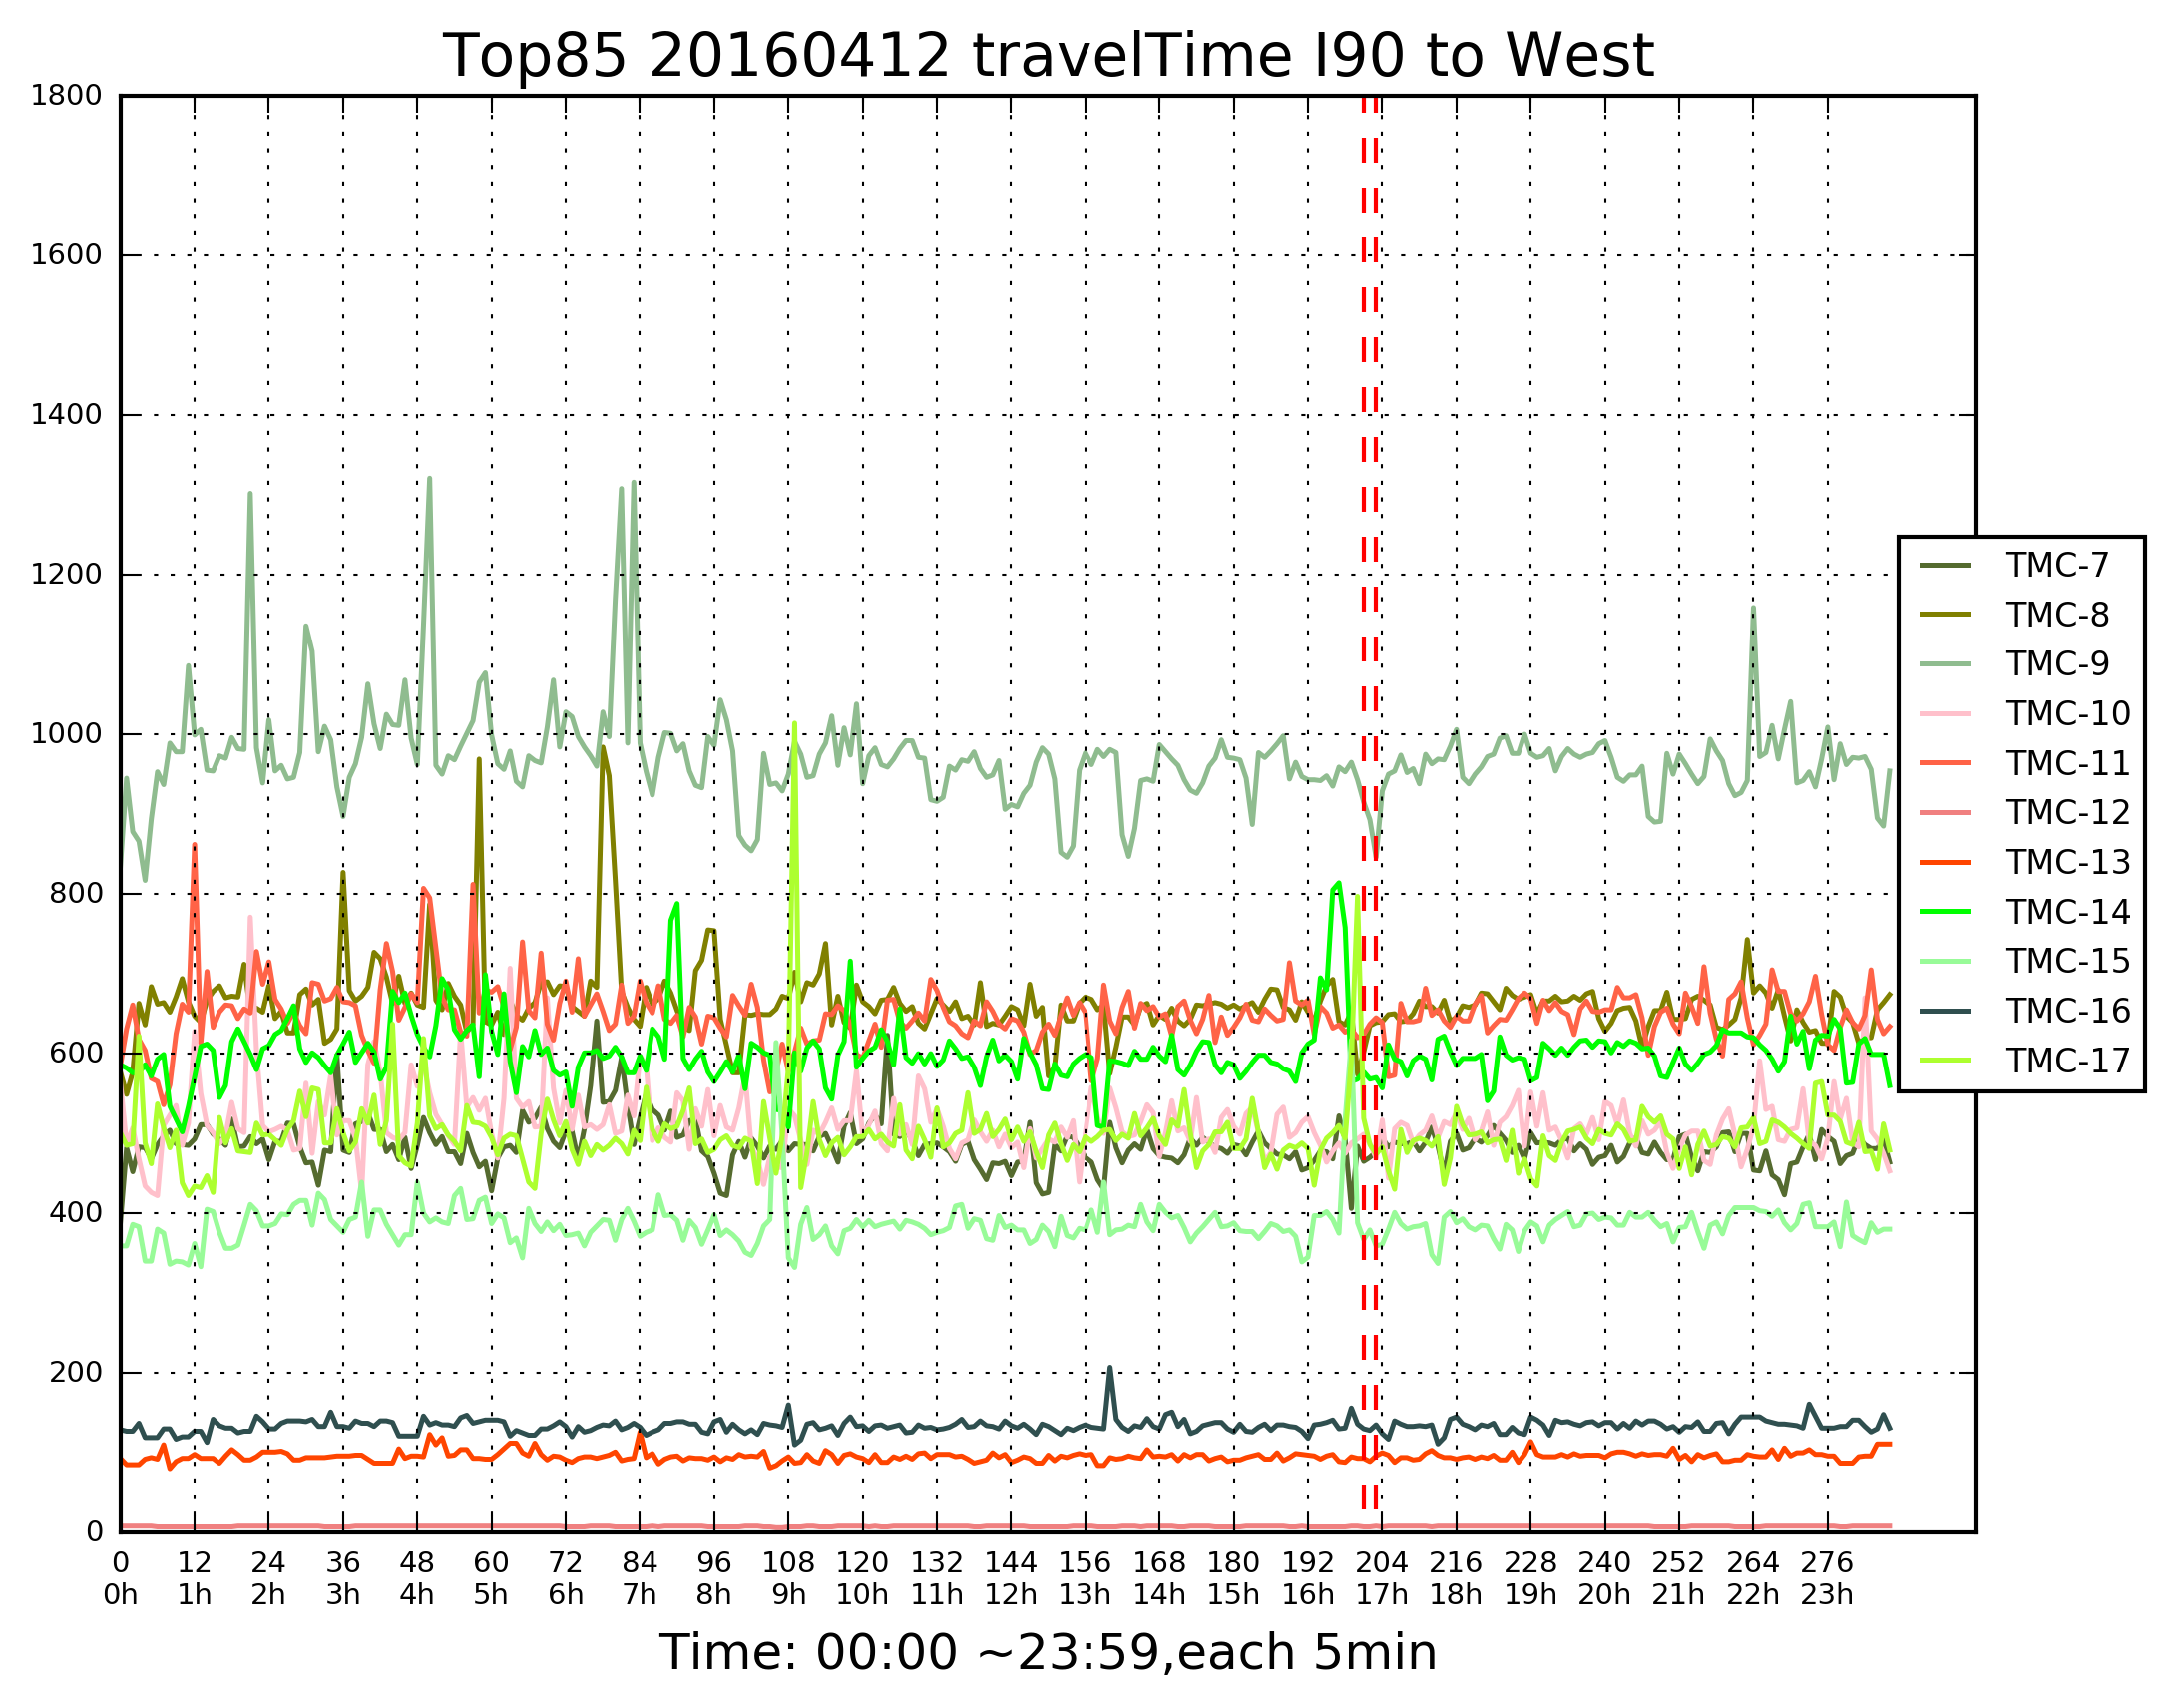 Top85 20160412 travelTime I90 to West
1800
1600
1400
1200
1000
800
600
400
200
0
TMC-7
TMC-8
TMC-9
TMC-10
TMC-11
TMC-12
TMC-13
TMC-14
TMC-15
TMC-16
TMC-17
0 12 24 36 48 60 72 84 96 108 120 132 144 156 168 180 192 204 216 228 240 252 264 276
0h 1h 2h 3h 4h 5h 6h 7h 8h 9h 10h 11h 12h 13h 14h 15h 16h 17h 18h 19h 20h 21h 22h 23h
Time: 00:00 ~23:59,each 5min